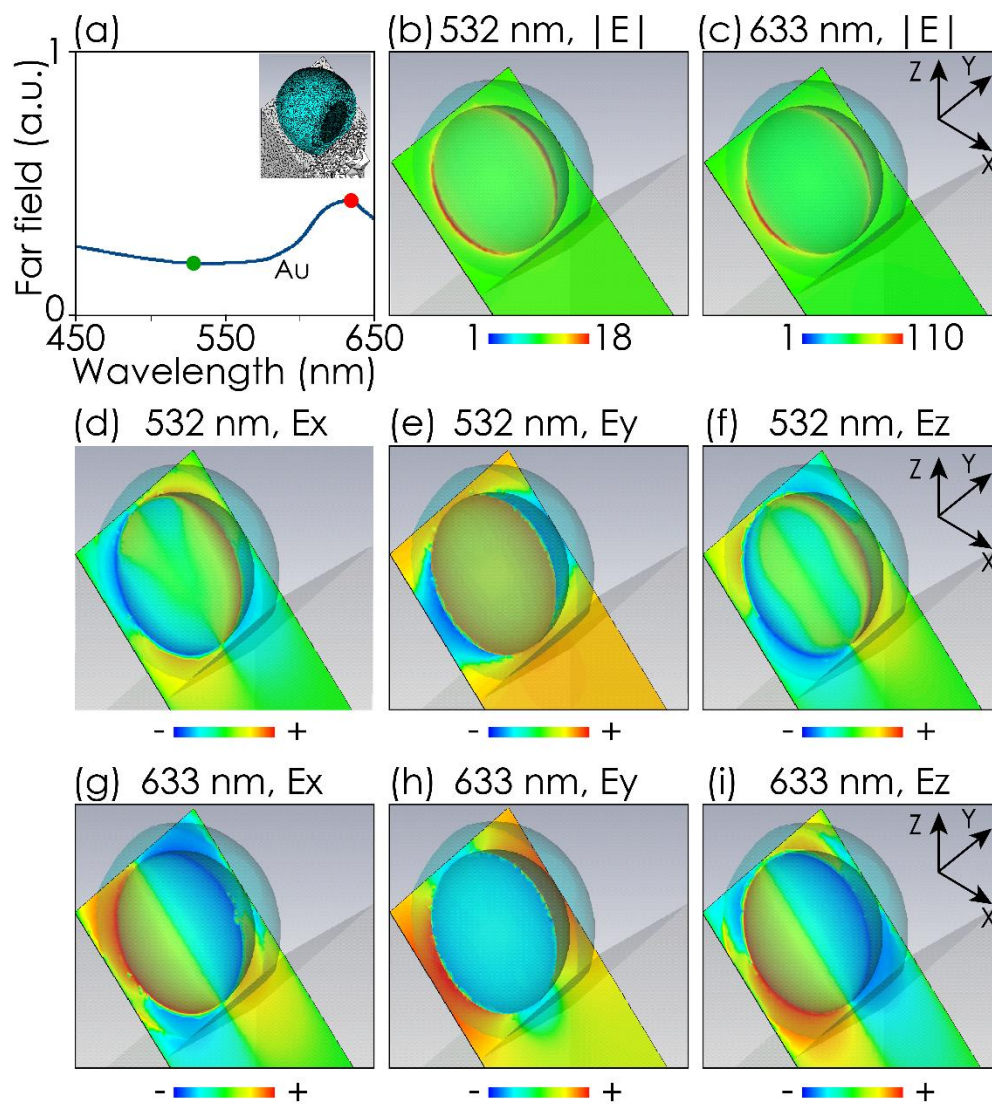 (a)
(b) 532 nm, |E|
(c) 633 nm, |E|
Far field (a.u.)
1
0
Au
450
550
650
Wavelength (nm)
Z
Y
X
1
18
1
110
(d) 532 nm, Ex
(e) 532 nm, Ey
(f) 532 nm, Ez
Z
Y
X
- +
- +
- +
(g) 633 nm, Ex
(h) 633 nm, Ey
(i) 633 nm, Ez
Z
Y
X
- +
- +
- +